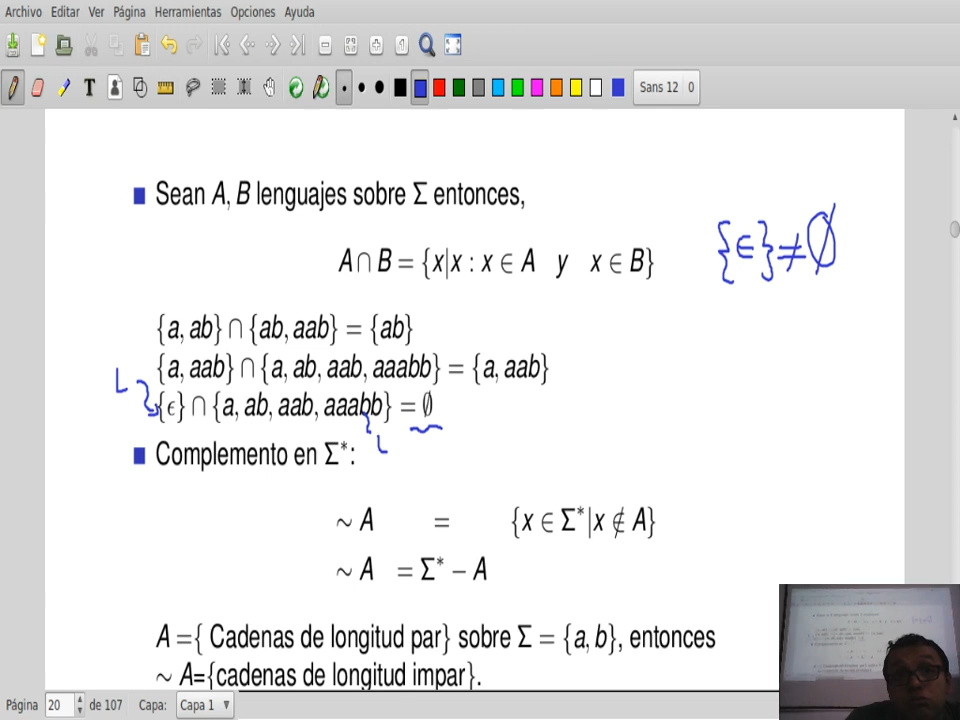 Archivo Editar Ver Página Herramientas Opciones Ayuda
Sans 12 0
Sean A, B lenguajes sobre Σ entonces,
A ∩ B = {x|x : x ∈ A y x ∈ B}
{ϵ} ≠ ∅
{a, ab} ∩ {ab, aab} = {ab}
{a, aab} ∩ {a, ab, aab, aaabb} = {a, aab}
L
{ϵ} ∩ {a, ab, aab, aaabb} = ∅
L
Complemento en Σ*:
∼ A = {x ∈ Σ*|x ∉ A}
∼ A = Σ* − A
A ={ Cadenas de longitud par} sobre Σ = {a, b}, entonces
∼ A={cadenas de longitud impar}.
Página 20 de 107 Capa: Capa 1